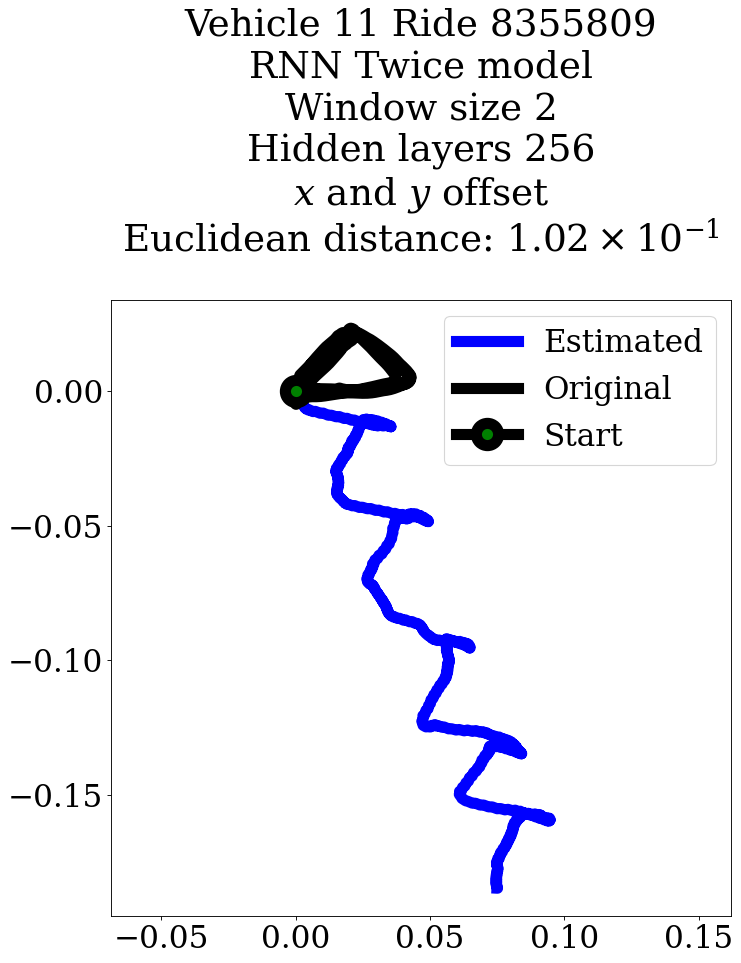 Vehicle 11 Ride 8355809
RNN Twice model
Window size 2
Hidden layers 256
x and y offset
Euclidean distance: 1.02 × 10⁻¹
Estimated
Original
Start
0.00
−0.05
−0.10
−0.15
−0.05 0.00 0.05 0.10 0.15